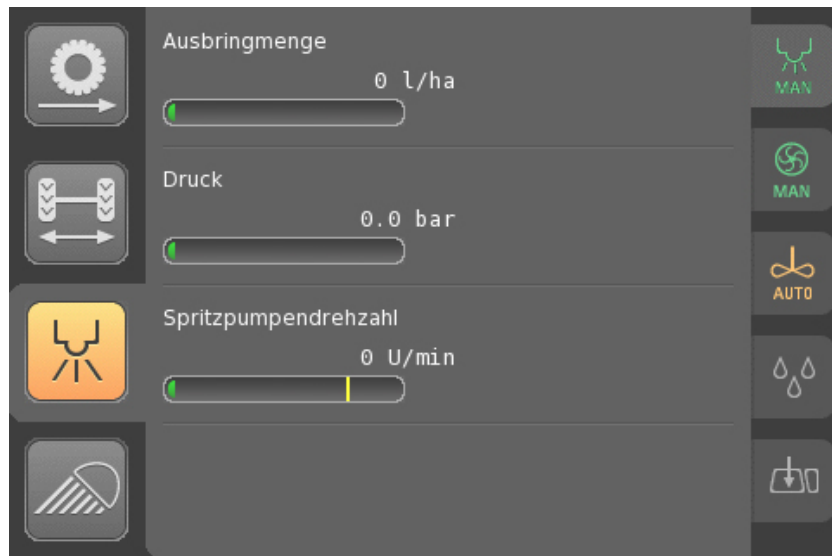 Ausbringmenge
0 l/ha
Druck
0.0 bar
Spritzpumpendrehzahl
0 U/min
MAN
MAN
AUTO